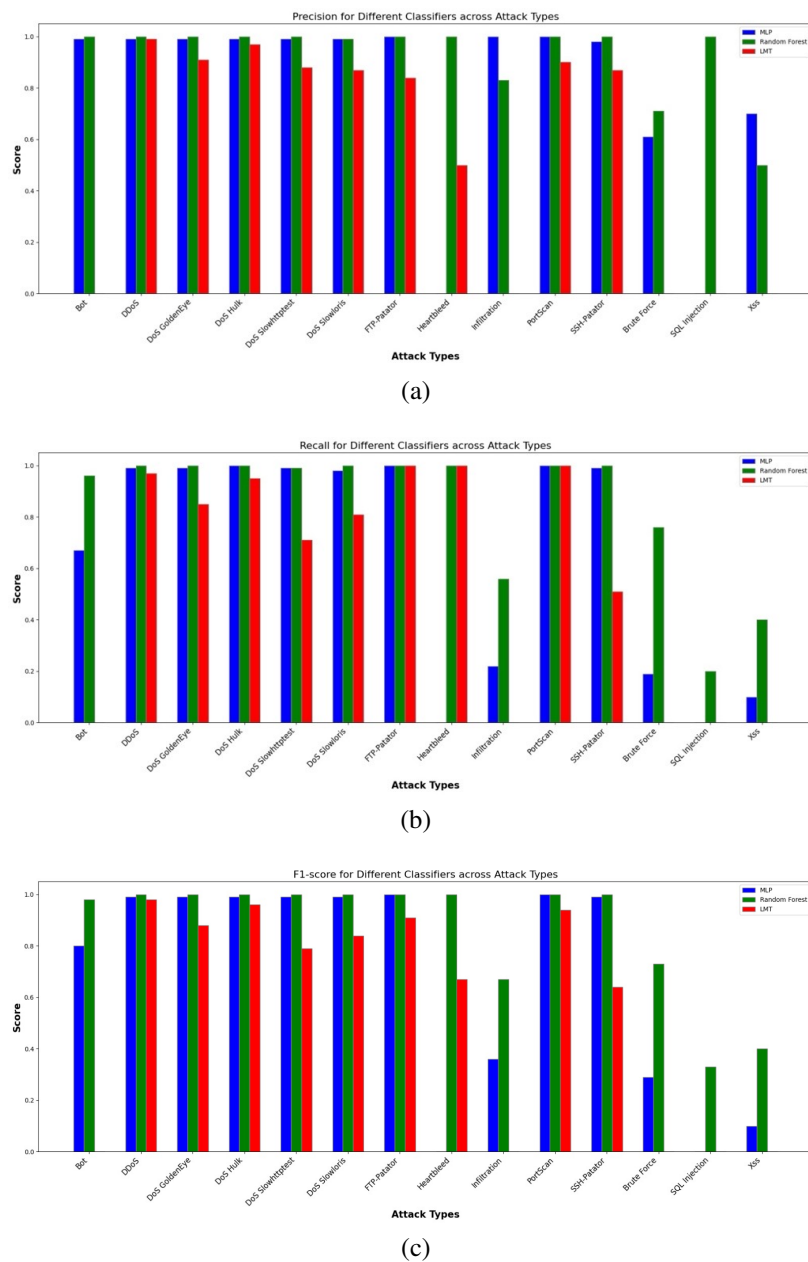 Precision for Different Classifiers across Attack Types
MLP
Random Forest
LMT
1.0
0.8
0.6
0.4
0.2
0.0
Score
Bot
DDoS
DoS GoldenEye
DoS Hulk
DoS Slowhttptest
DoS Slowloris
FTP-Patator
Heartbleed
Infiltration
PortScan
SSH-Patator
Brute Force
SQL Injection
Xss
Attack Types
(a)
Recall for Different Classifiers across Attack Types
MLP
Random Forest
LMT
1.0
0.8
0.6
0.4
0.2
0.0
Score
Bot
DDoS
DoS GoldenEye
DoS Hulk
DoS Slowhttptest
DoS Slowloris
FTP-Patator
Heartbleed
Infiltration
PortScan
SSH-Patator
Brute Force
SQL Injection
Xss
Attack Types
(b)
F1-score for Different Classifiers across Attack Types
MLP
Random Forest
LMT
1.0
0.8
0.6
0.4
0.2
0.0
Score
Bot
DDoS
DoS GoldenEye
DoS Hulk
DoS Slowhttptest
DoS Slowloris
FTP-Patator
Heartbleed
Infiltration
PortScan
SSH-Patator
Brute Force
SQL Injection
Xss
Attack Types
(c)